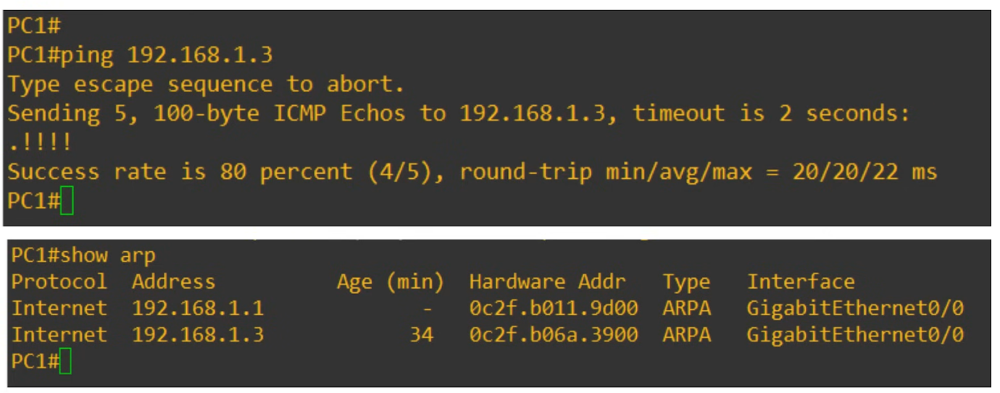 PC1#
PC1#ping 192.168.1.3
Type escape sequence to abort.
Sending 5, 100-byte ICMP Echos to 192.168.1.3, timeout is 2 seconds:
.!!!!
Success rate is 80 percent (4/5), round-trip min/avg/max = 20/20/22 ms
PC1#
PC1#show arp
Protocol  Address          Age (min)  Hardware Addr   Type   Interface
Internet  192.168.1.1             -   0c2f.b011.9d00  ARPA   GigabitEthernet0/0
Internet  192.168.1.3            34   0c2f.b06a.3900  ARPA   GigabitEthernet0/0
PC1#